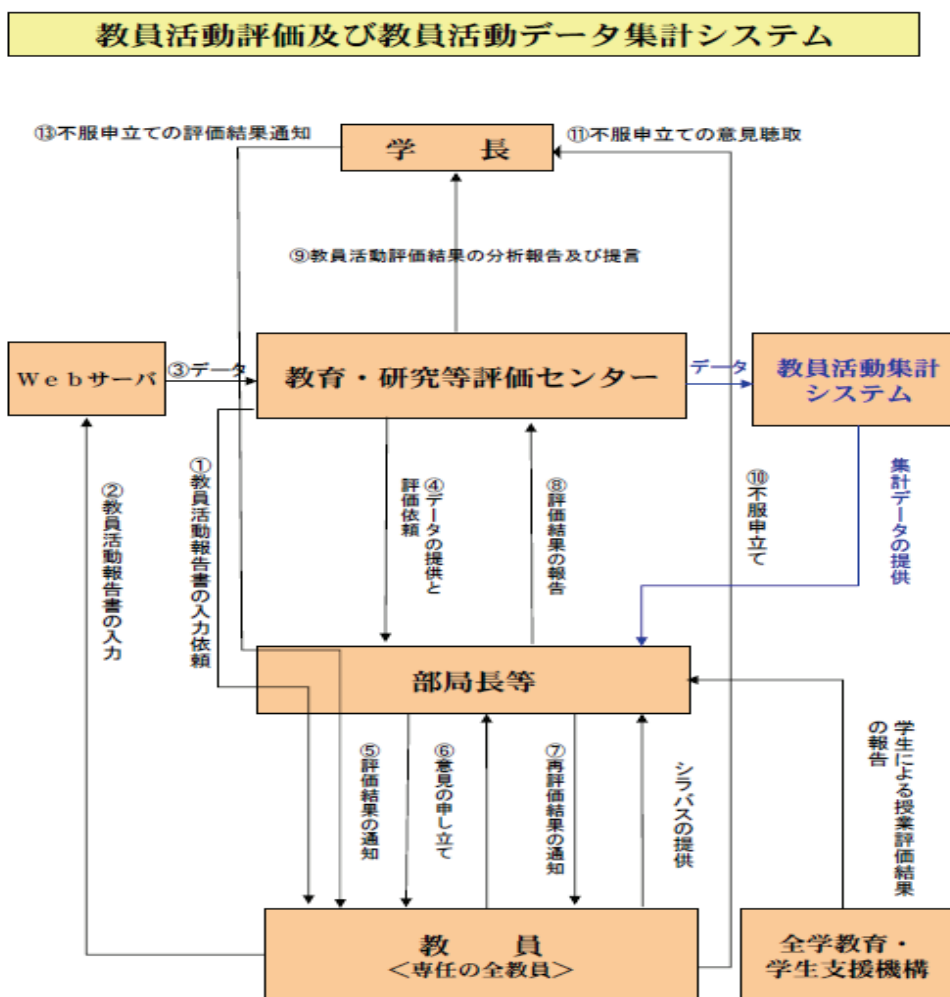 教員活動評価及び教員活動データ集計システム
⑬不服申立ての評価結果通知
⑪不服申立ての意見聴取
学 長
⑨教員活動評価結果の分析報告及び提言
Webサーバ
③データ
教育・研究等評価センター
データ
教員活動集計
システム
②教員活動報告書の入力
①教員活動報告書の入力依頼
④データの提供と
評価依頼
⑧評価結果の報告
⑩不服申立て
集計データの提供
部局長等
⑤評価結果の通知
⑥意見の申し立て
⑦再評価結果の通知
シラバスの提供
学生による授業評価結果
の報告
教 員
<専任の全教員>
全学教育・
学生支援機構